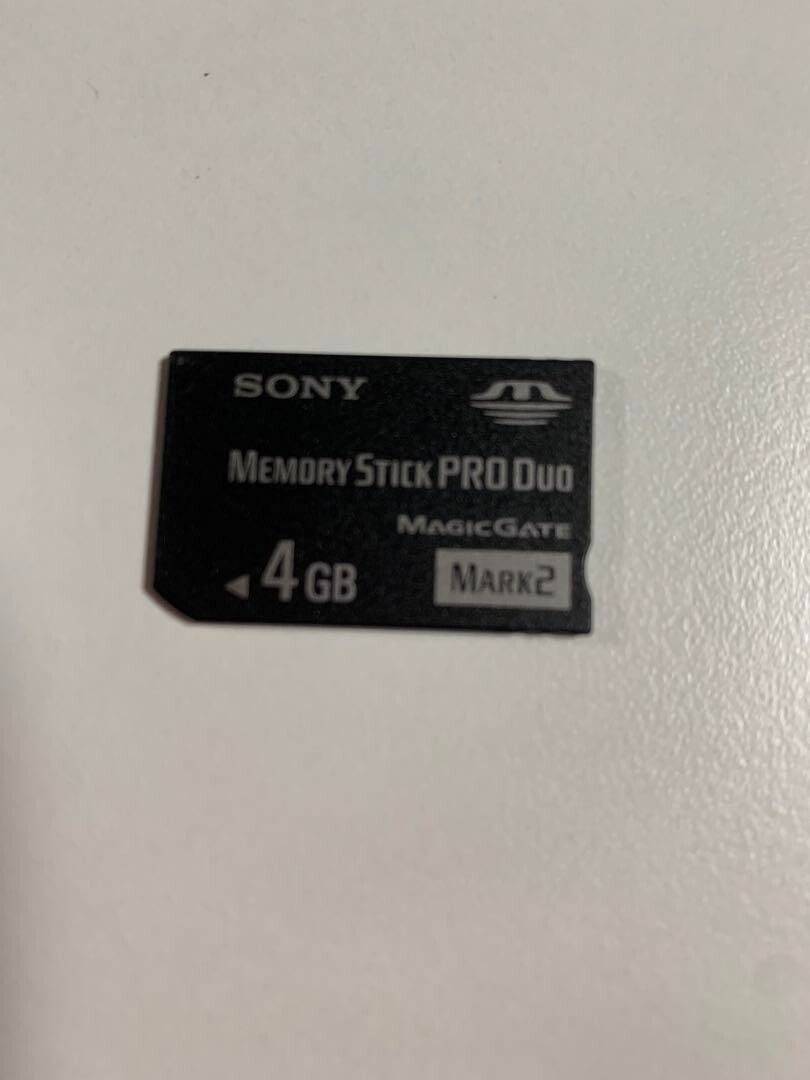 SONY
MEMORY STICK PRO DUO
MAGICGATE
4GB
MARK2